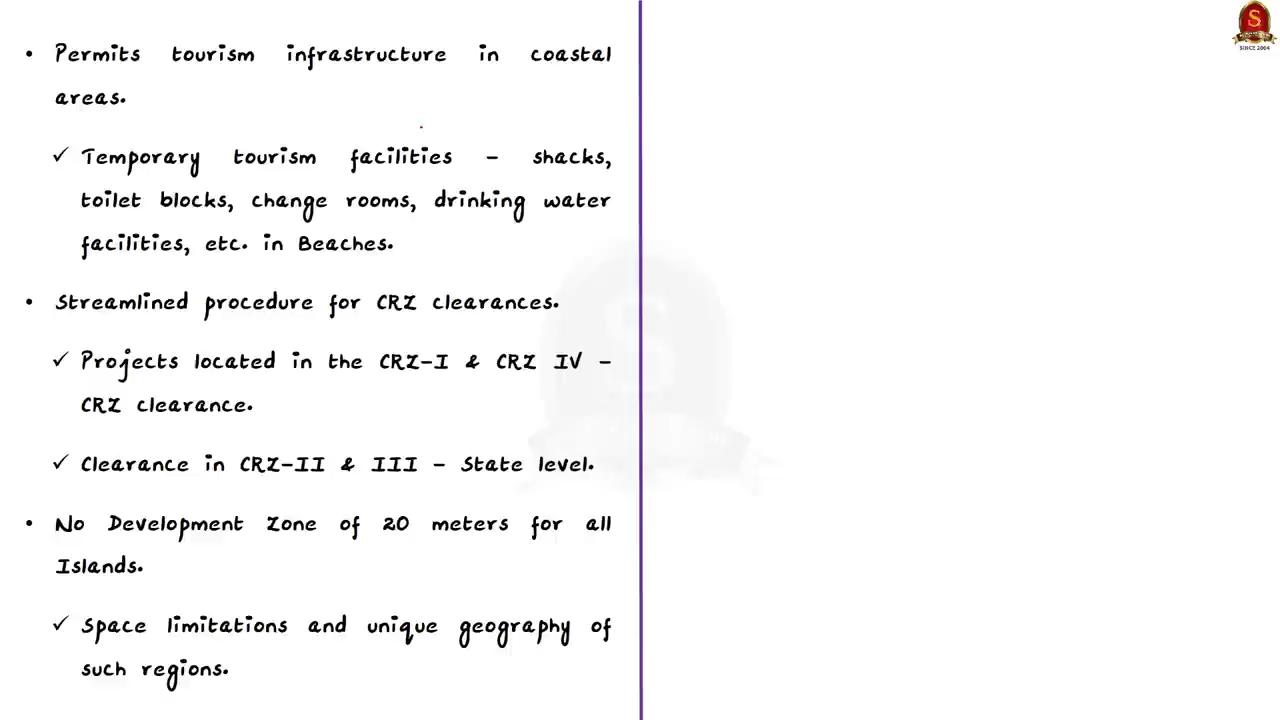 • Permits tourism infrastructure in coastal
areas.
✓ Temporary tourism facilities – shacks,
toilet blocks, change rooms, drinking water
facilities, etc. in Beaches.
• Streamlined procedure for CRZ clearances.
✓ Projects located in the CRZ-I & CRZ IV –
CRZ clearance.
✓ Clearance in CRZ-II & III – State level.
• No Development Zone of 20 meters for all
Islands.
✓ Space limitations and unique geography of
such regions.
S
SINCE 2004